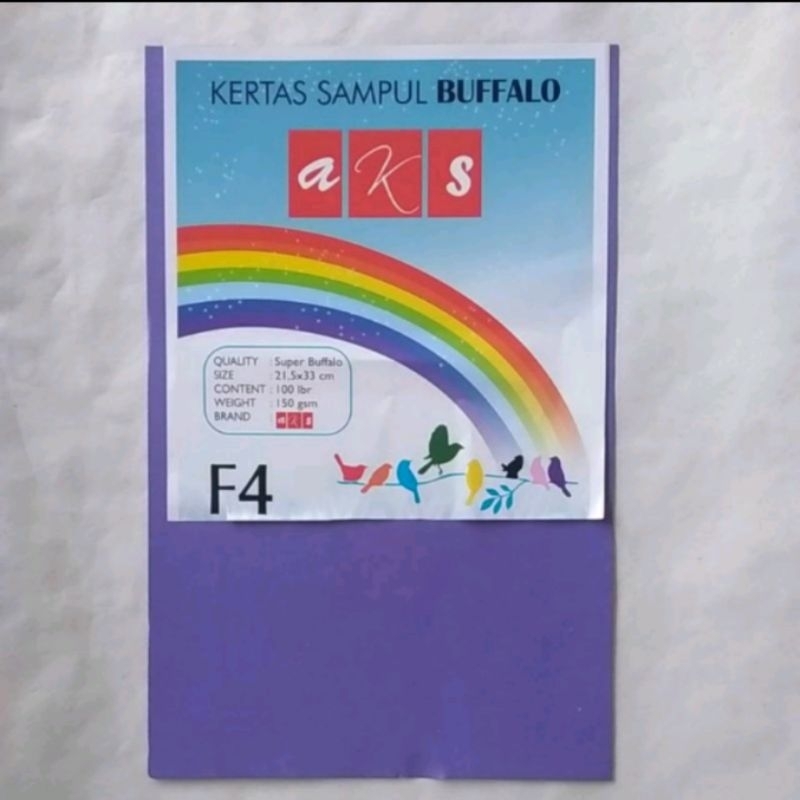 KERTAS SAMPUL BUFFALO
aKs
QUALITY : Super Buffalo
SIZE : 21,5x33 cm
CONTENT : 100 lbr
WEIGHT : 150 gsm
BRAND : aKs
F4